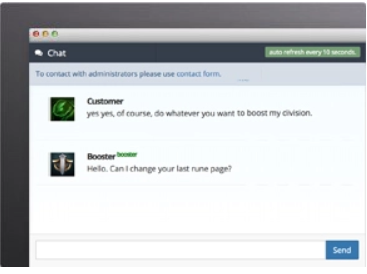 Chat
auto refresh every 10 seconds.
To contact with administrators please use contact form.
Customer
yes yes, of course, do whatever you want to boost my division.
Booster booster
Hello. Can I change your last rune page?
Send